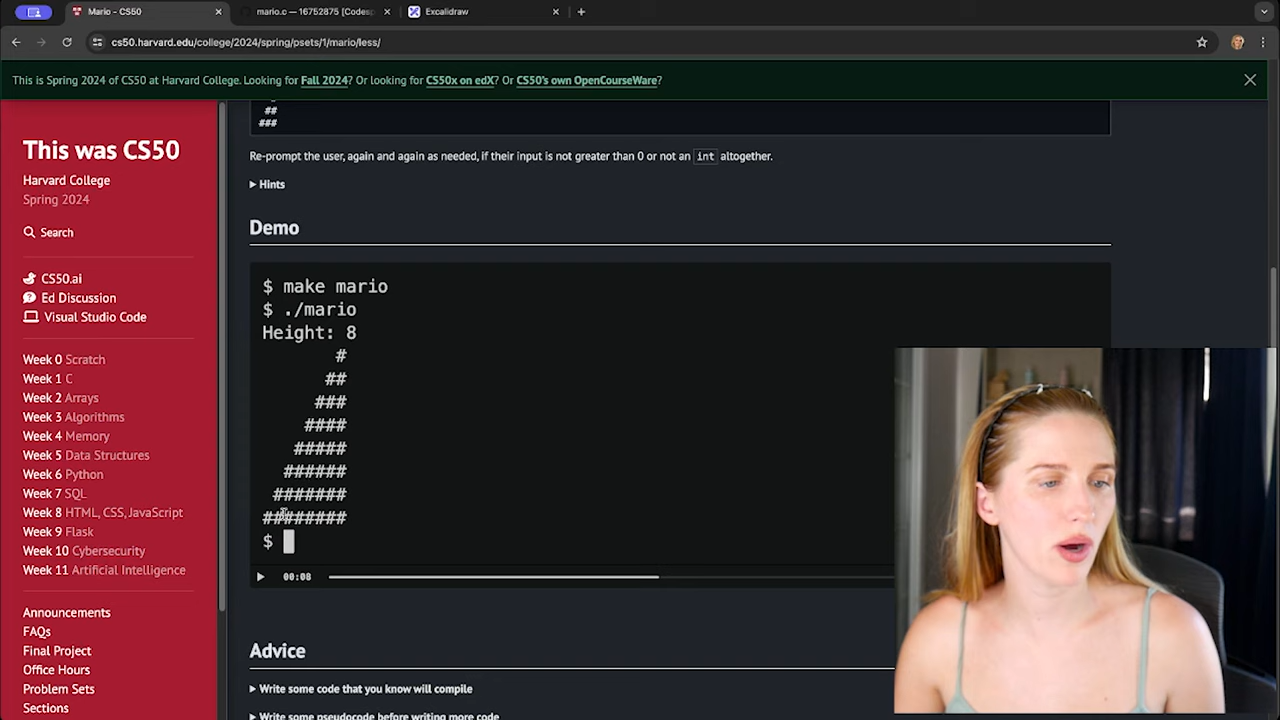 Mario - CS50
mario.c — 16752875 [Codesp
Excalidraw
cs50.harvard.edu/college/2024/spring/psets/1/mario/less/
This is Spring 2024 of CS50 at Harvard College. Looking for Fall 2024? Or looking for CS50x on edX? Or CS50's own OpenCourseWare?
This was CS50
Harvard College
Spring 2024
Search
CS50.ai
Ed Discussion
Visual Studio Code
Week 0 Scratch
Week 1 C
Week 2 Arrays
Week 3 Algorithms
Week 4 Memory
Week 5 Data Structures
Week 6 Python
Week 7 SQL
Week 8 HTML, CSS, JavaScript
Week 9 Flask
Week 10 Cybersecurity
Week 11 Artificial Intelligence
Announcements
FAQs
Final Project
Office Hours
Problem Sets
Sections
##
###
Re-prompt the user, again and again as needed, if their input is not greater than 0 or not an int altogether.
Hints
Demo
$ make mario
$ ./mario
Height: 8
#
##
###
####
#####
######
#######
########
$
00:08
Advice
Write some code that you know will compile
Write some pseudocode before writing more code